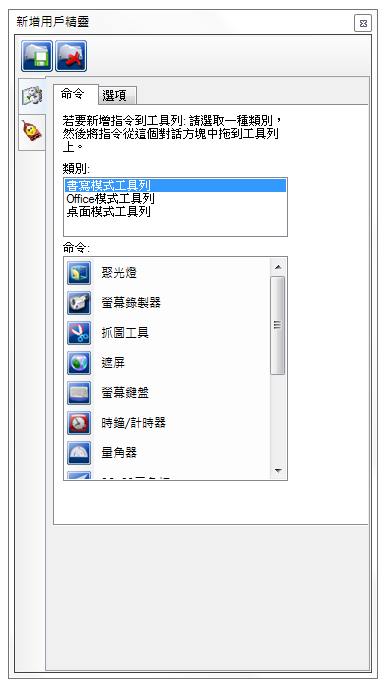 新增用戶精靈
命令
選項
若要新增指令到工具列: 請選取一種類別，
然後將指令從這個對話方塊中拖到工具列
上。
類別:
書寫模式工具列
Office模式工具列
桌面模式工具列
命令:
聚光燈
螢幕錄製器
抓圖工具
遮屏
螢幕鍵盤
時鐘/計時器
量角器